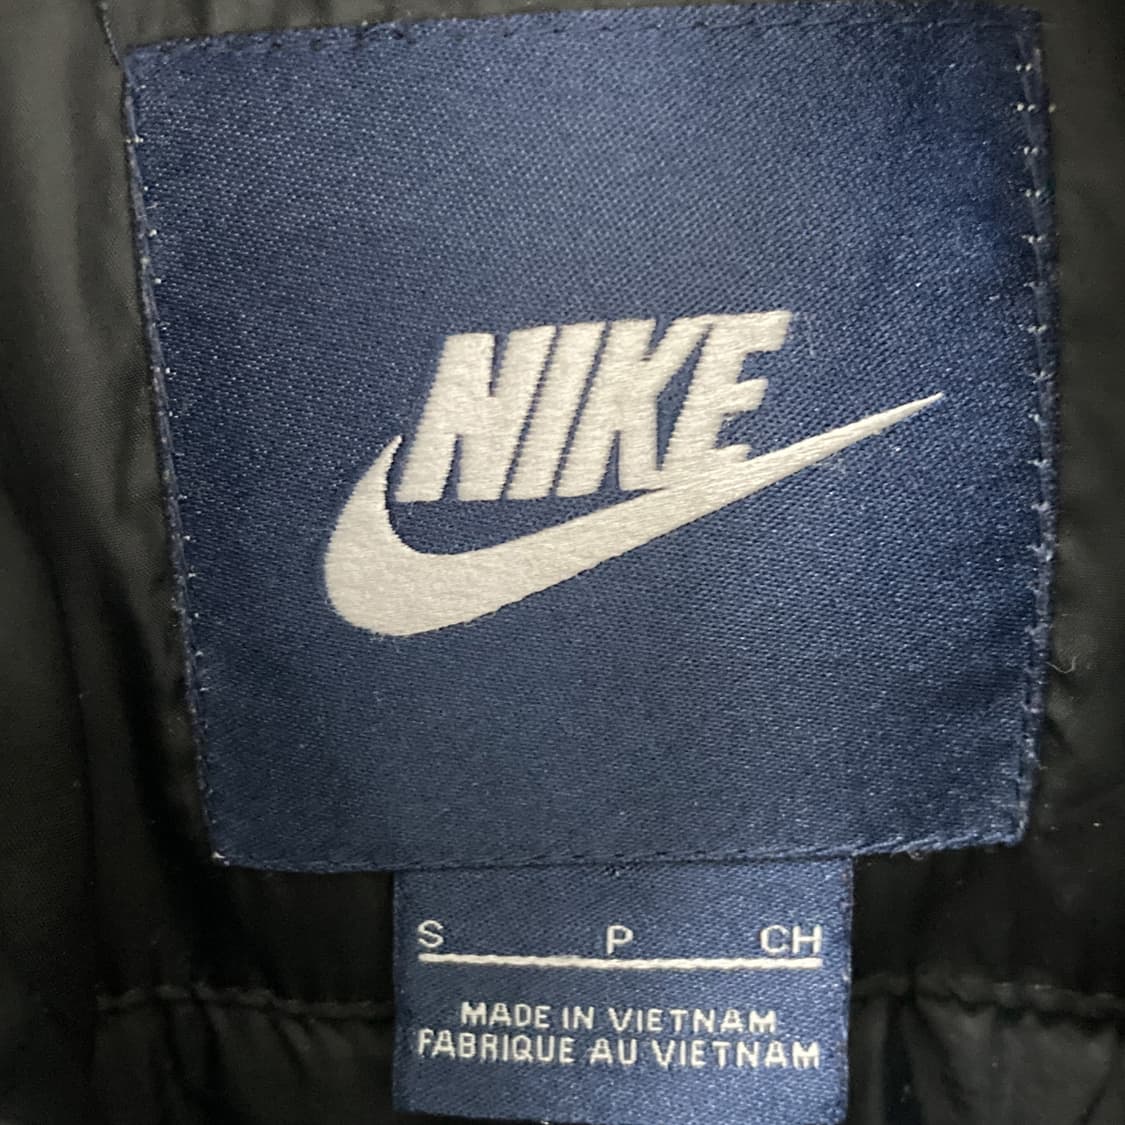 NIKE
S P CH
MADE IN VIETNAM
FABRIQUE AU VIETNAM